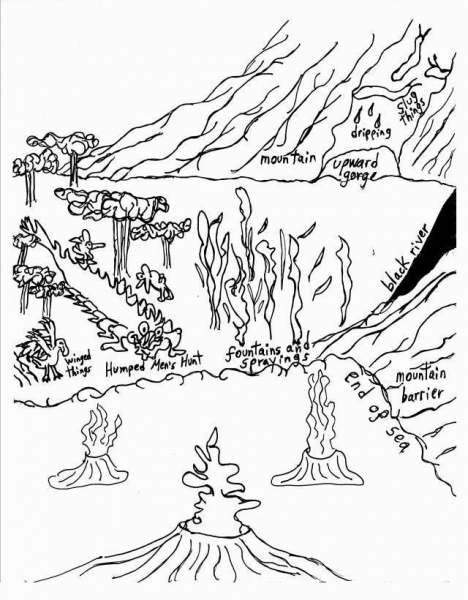 slug
things
dripping
mountain
upward
gorge
black river
fountains and
sprayings
winged
things
Humped Men's Hunt
mountain
barrier
end of sea